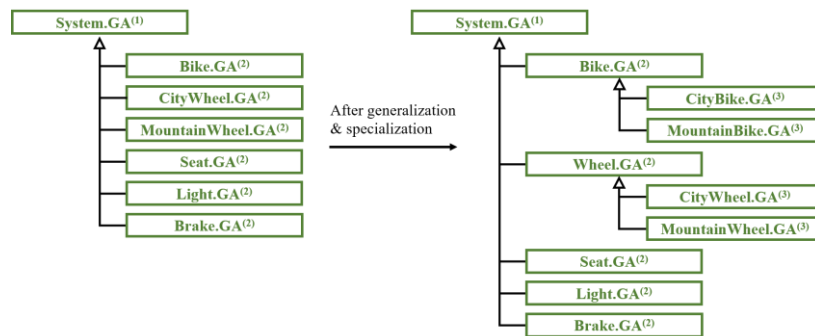 System.GA(1)
Bike.GA(2)
CityWheel.GA(2)
MountainWheel.GA(2)
Seat.GA(2)
Light.GA(2)
Brake.GA(2)
After generalization
& specialization
System.GA(1)
Bike.GA(2)
CityBike.GA(3)
MountainBike.GA(3)
Wheel.GA(2)
CityWheel.GA(3)
MountainWheel.GA(3)
Seat.GA(2)
Light.GA(2)
Brake.GA(2)